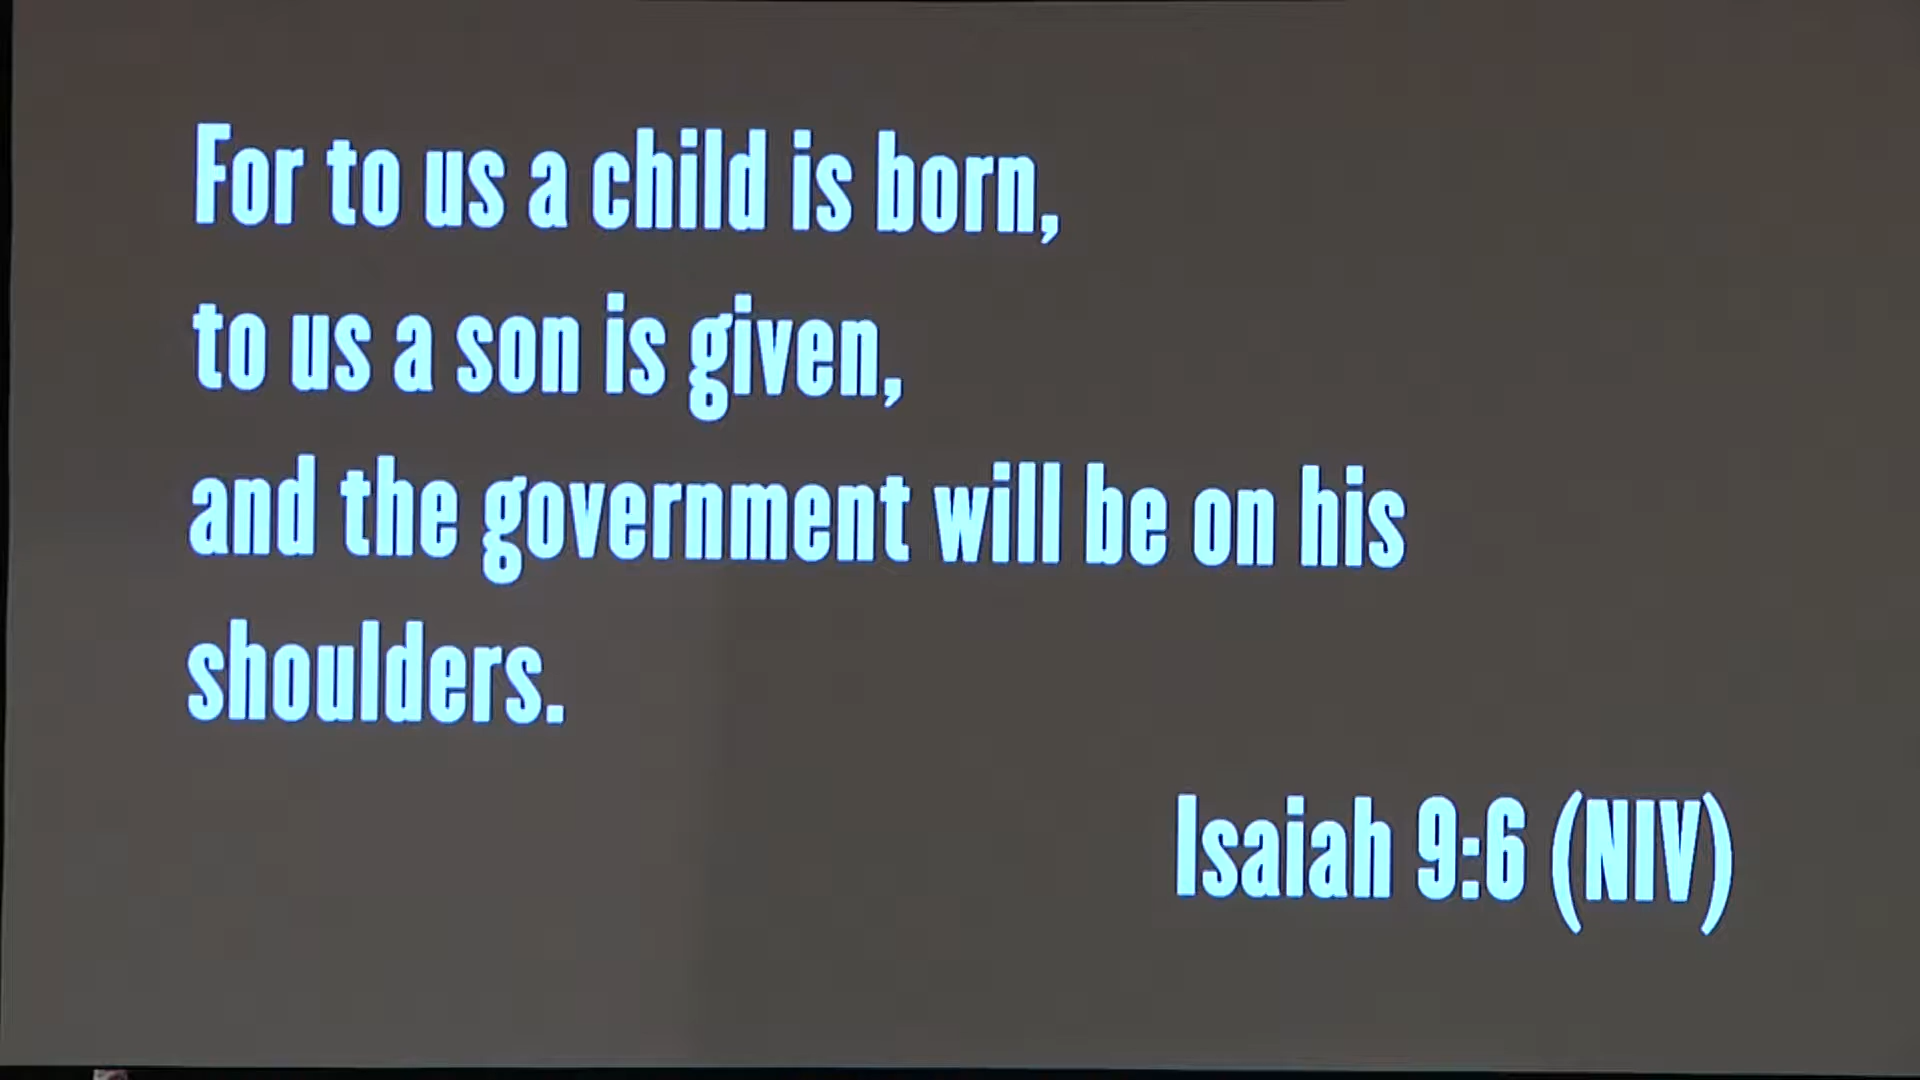 For to us a child is born,
to us a son is given,
and the government will be on his
shoulders.
Isaiah 9:6 (NIV)